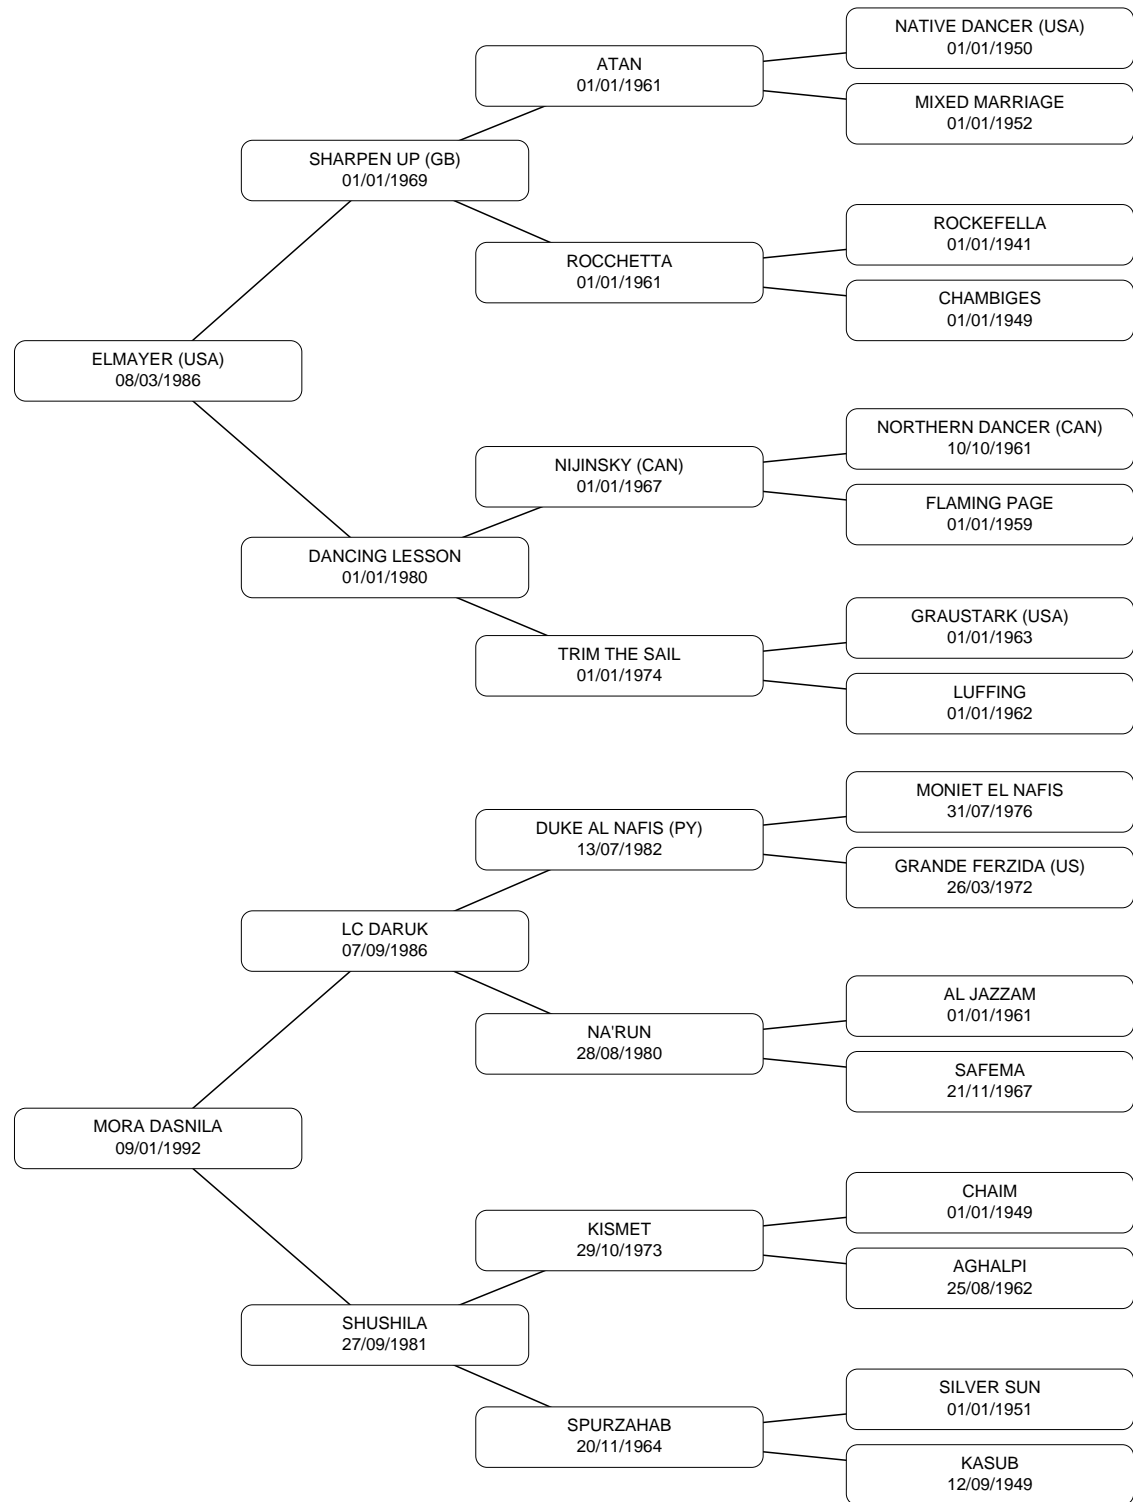 NATIVE DANCER (USA)
01/01/1950
ATAN
01/01/1961
MIXED MARRIAGE
01/01/1952
SHARPEN UP (GB)
01/01/1969
ROCKEFELLA
01/01/1941
ROCCHETTA
01/01/1961
CHAMBIGES
01/01/1949
ELMAYER (USA)
08/03/1986
NORTHERN DANCER (CAN)
10/10/1961
NIJINSKY (CAN)
01/01/1967
FLAMING PAGE
01/01/1959
DANCING LESSON
01/01/1980
GRAUSTARK (USA)
01/01/1963
TRIM THE SAIL
01/01/1974
LUFFING
01/01/1962
MONIET EL NAFIS
31/07/1976
DUKE AL NAFIS (PY)
13/07/1982
GRANDE FERZIDA (US)
26/03/1972
LC DARUK
07/09/1986
AL JAZZAM
01/01/1961
NA'RUN
28/08/1980
SAFEMA
21/11/1967
MORA DASNILA
09/01/1992
CHAIM
01/01/1949
KISMET
29/10/1973
AGHALPI
25/08/1962
SHUSHILA
27/09/1981
SILVER SUN
01/01/1951
SPURZAHAB
20/11/1964
KASUB
12/09/1949